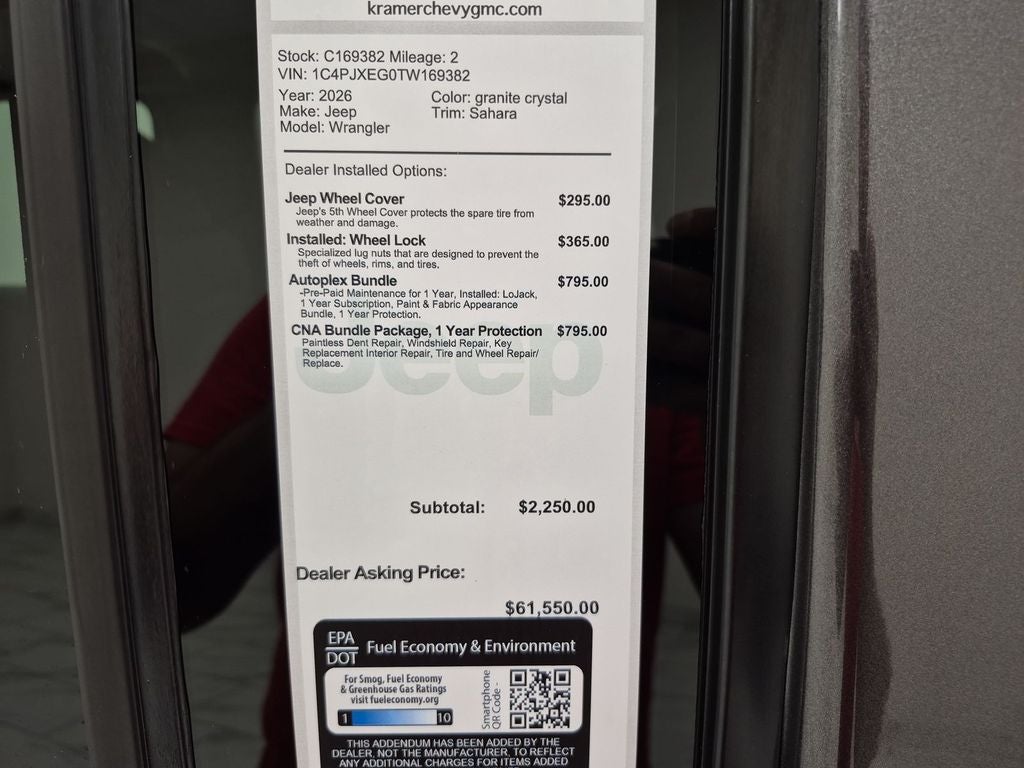 kramerchevygmc.com
Stock: C169382 Mileage: 2
VIN: 1C4PJXEG0TW169382
Year: 2026 Color: granite crystal
Make: Jeep Trim: Sahara
Model: Wrangler
Dealer Installed Options:
Jeep Wheel Cover $295.00
Jeep's 5th Wheel Cover protects the spare tire from
weather and damage.
Installed: Wheel Lock $365.00
Specialized lug nuts that are designed to prevent the
theft of wheels, rims, and tires.
Autoplex Bundle $795.00
-Pre-Paid Maintenance for 1 Year, Installed: LoJack,
1 Year Subscription, Paint & Fabric Appearance
Bundle, 1 Year Protection.
CNA Bundle Package, 1 Year Protection $795.00
Paintless Dent Repair, Windshield Repair, Key
Replacement Interior Repair, Tire and Wheel Repair/
Replace.
Jeep
Subtotal: $2,250.00
Dealer Asking Price:
$61,550.00
EPA
DOT
Fuel Economy & Environment
For Smog, Fuel Economy
& Greenhouse Gas Ratings
visit fueleconomy.org
1 10
Smartphone
QR Code -
THIS ADDENDUM HAS BEEN ADDED BY THE
DEALER, NOT THE MANUFACTURER, TO REFLECT
ANY ADDITIONAL CHARGES FOR ITEMS ADDED